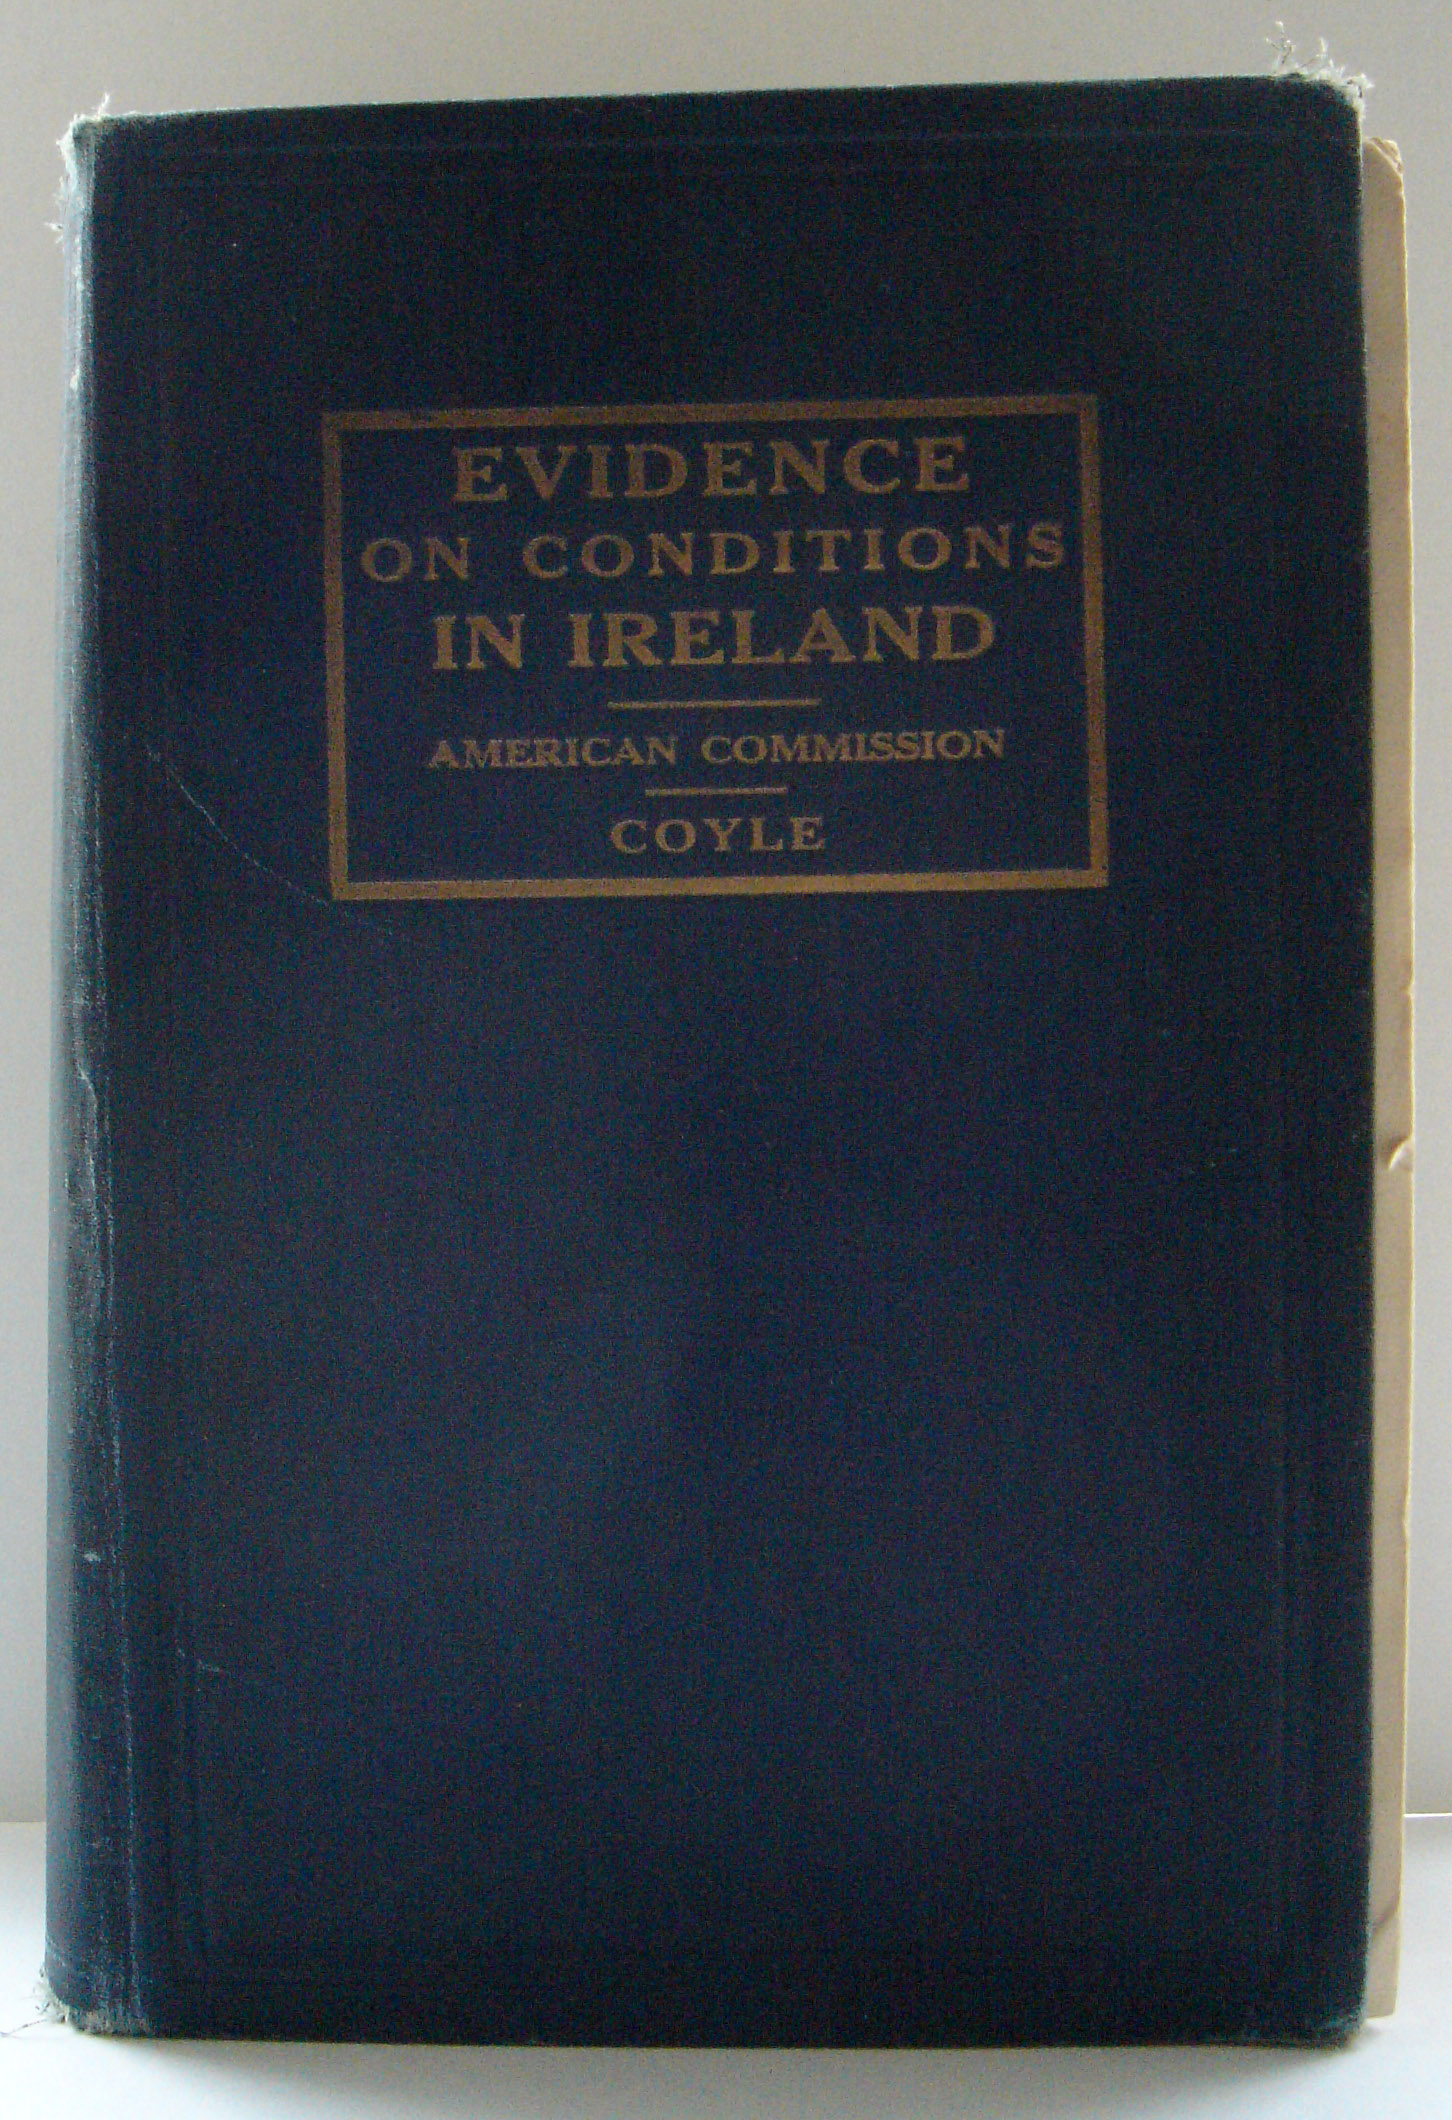 EVIDENCE
ON CONDITIONS
IN IRELAND
AMERICAN COMMISSION
COYLE